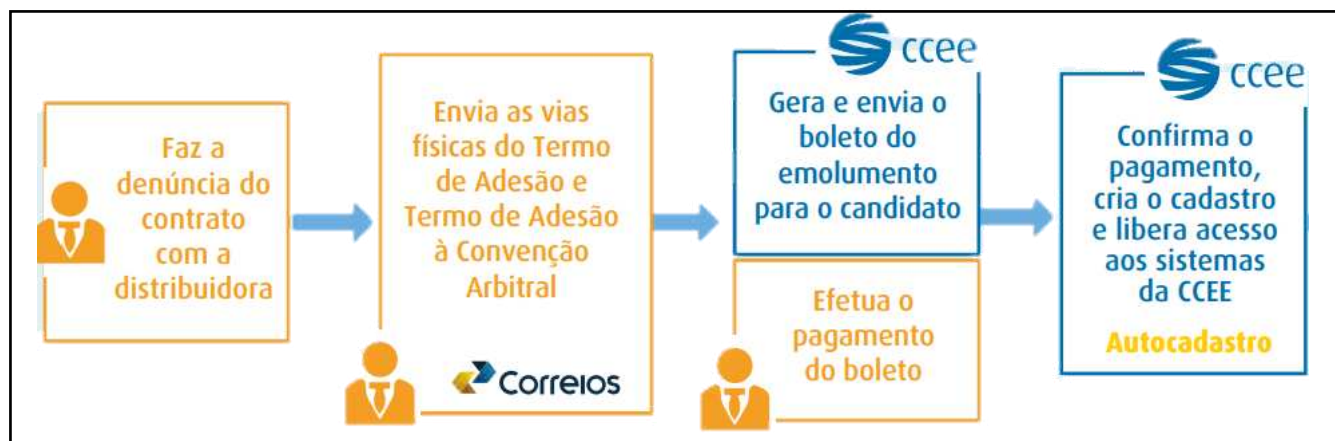 Faz a
denúncia do
contrato
com a
distribuidora
Envia as vias
físicas do Termo
de Adesão e
Termo de Adesão
à Convenção
Arbitral
Correios
ccee
Gera e envia o
boleto do
emolumento
para o candidato
Efetua o
pagamento
do boleto
ccee
Confirma o
pagamento,
cria o cadastro
e libera acesso
aos sistemas
da CCEE
Autocadastro